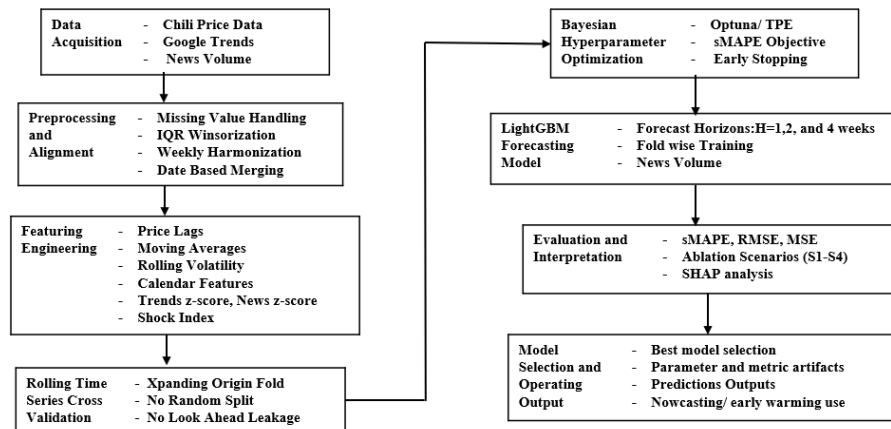 Data - Chili Price Data
Acquisition - Google Trends
- News Volume
Preprocessing - Missing Value Handling
and - IQR Winsorization
Alignment - Weekly Harmonization
- Date Based Merging
Featuring - Price Lags
Engineering - Moving Averages
- Rolling Volatility
- Calendar Features
- Trends z-score, News z-score
- Shock Index
Rolling Time - Xpanding Origin Fold
Series Cross - No Random Split
Validation - No Look Ahead Leakage
Bayesian - Optuna/ TPE
Hyperparameter - sMAPE Objective
Optimization - Early Stopping
LightGBM - Forecast Horizons:H=1,2, and 4 weeks
Forecasting - Fold wise Training
Model - News Volume
Evaluation and - sMAPE, RMSE, MSE
Interpretation - Ablation Scenarios (S1-S4)
- SHAP analysis
Model - Best model selection
Selection and - Parameter and metric artifacts
Operating - Predictions Outputs
Output - Nowcasting/ early warming use